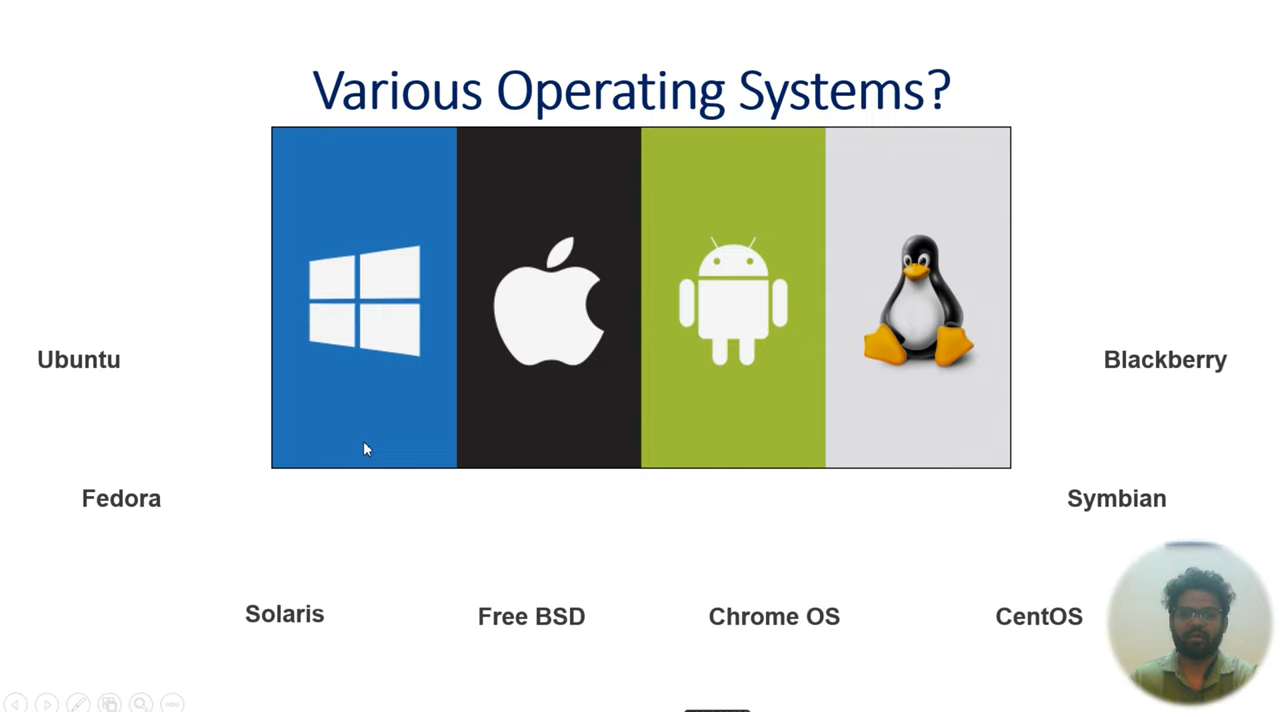 Various Operating Systems?
Ubuntu
Blackberry
Fedora
Symbian
Solaris
Free BSD
Chrome OS
CentOS